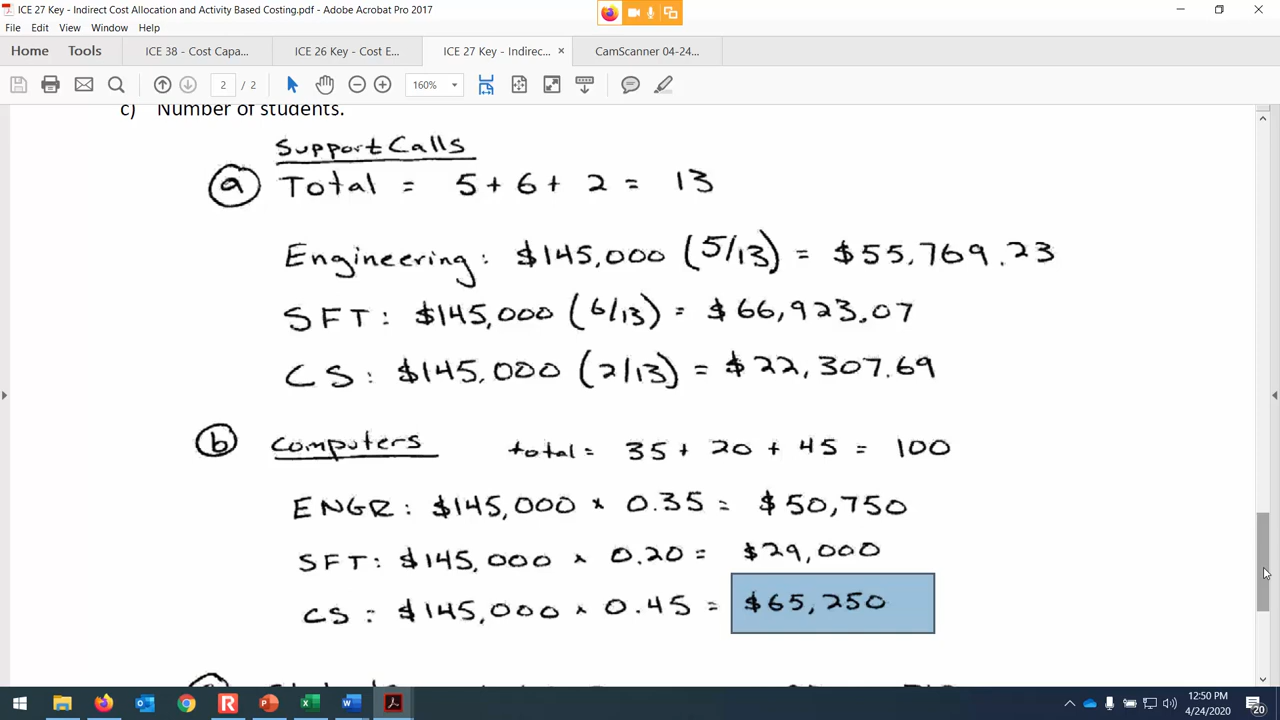 ICE 27 Key - Indirect Cost Allocation and Activity Based Costing.pdf - Adobe Acrobat Pro 2017
File Edit View Window Help
Home Tools ICE 38 - Cost Capa... ICE 26 Key - Cost E... ICE 27 Key - Indirec... × CamScanner 04-24...
2 / 2 160%
c) Number of students.
Support Calls
a Total = 5 + 6 + 2 = 13
Engineering: $145,000 (5/13) = $55,769.23
SFT: $145,000 (6/13) = $66,923.07
CS: $145,000 (2/13) = $22,307.69
b Computers total = 35 + 20 + 45 = 100
ENGR: $145,000 × 0.35 = $50,750
SFT: $145,000 × 0.20 = $29,000
CS: $145,000 × 0.45 = $65,250
12:50 PM
4/24/2020
20